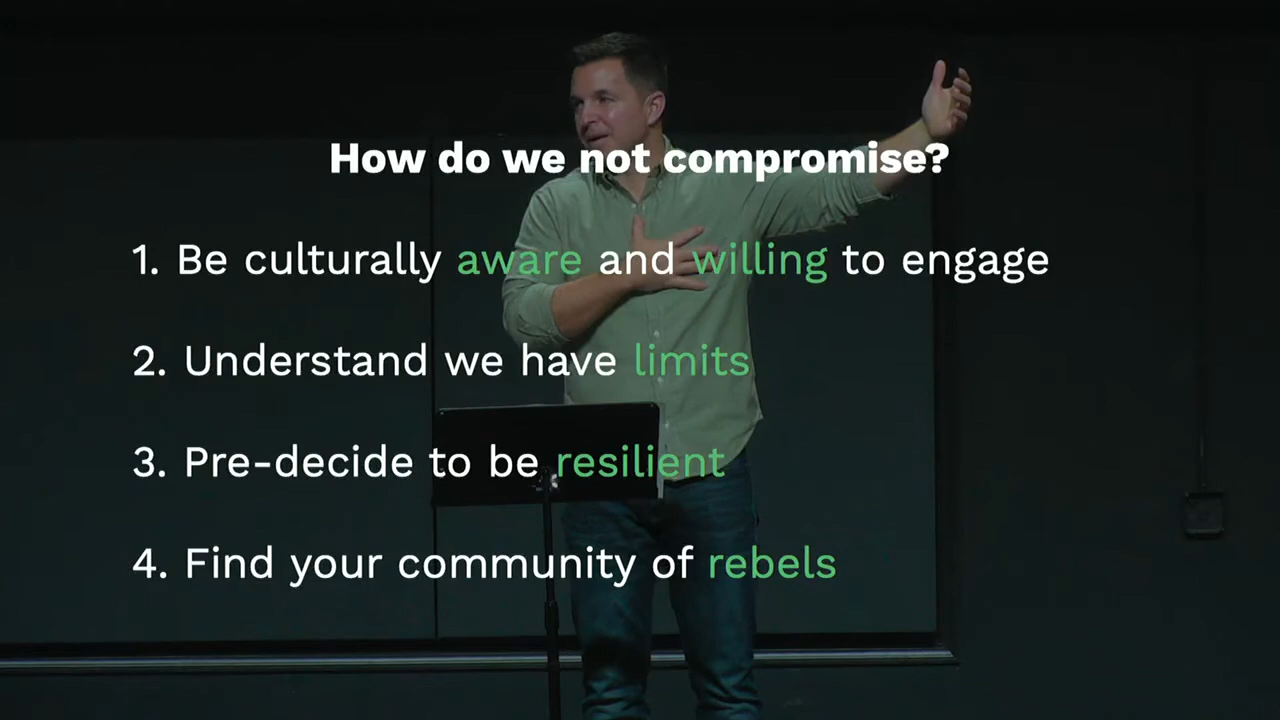 How do we not compromise?
1. Be culturally aware and willing to engage
2. Understand we have limits
3. Pre-decide to be resilient
4. Find your community of rebels